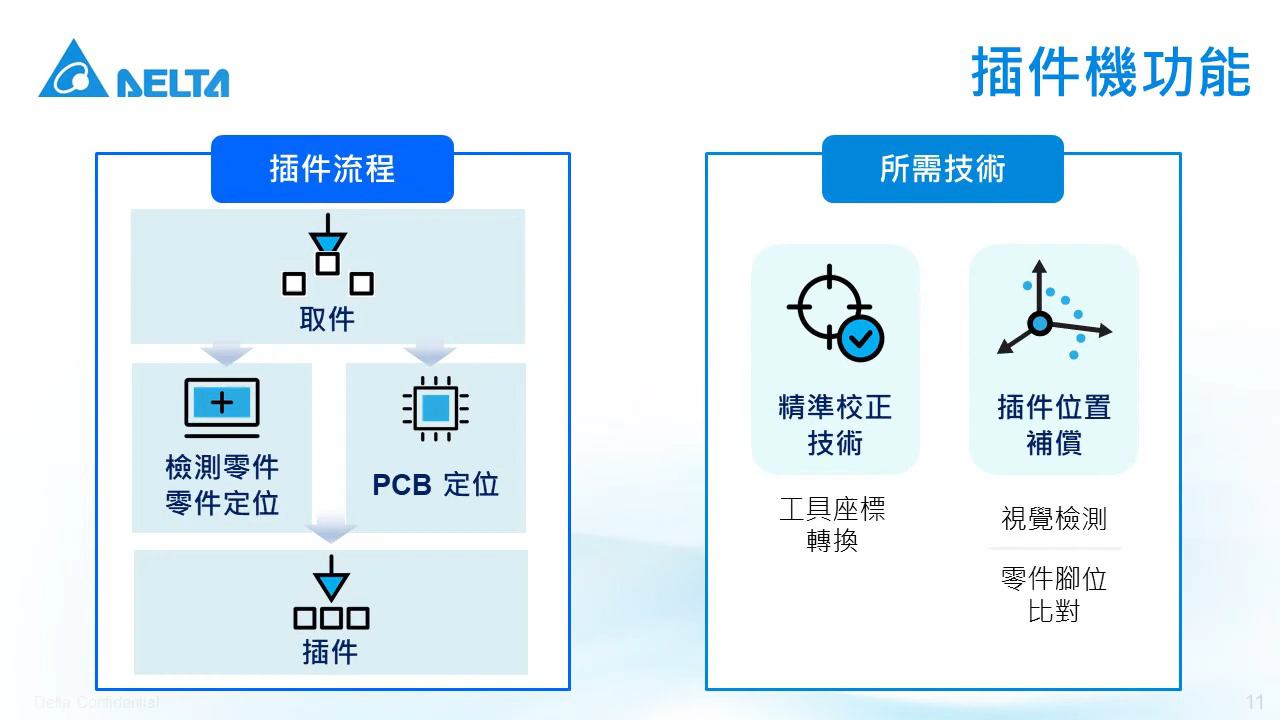 DELTA
插件機功能
插件流程
取件
檢測零件
零件定位
PCB 定位
插件
所需技術
精準校正
技術
工具座標
轉換
插件位置
補償
視覺檢測
零件腳位
比對
Delta Confidential
11